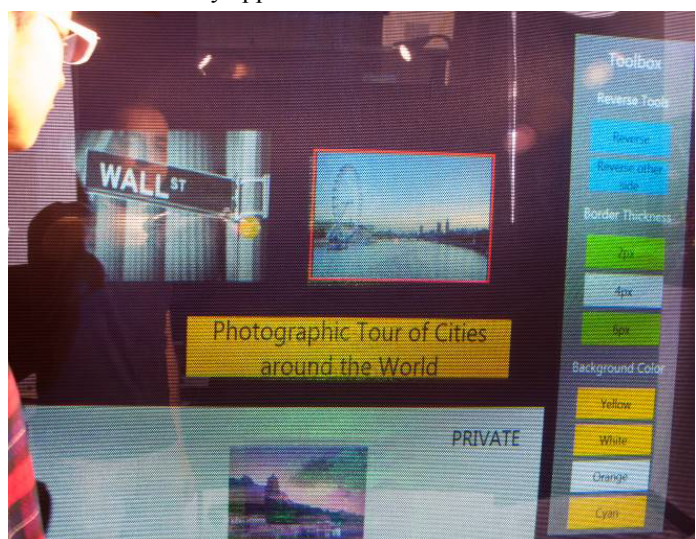 WALL ST
Photographic Tour of Cities
around the World
PRIVATE
Toolbox
Reverse Tools
Reverse
Reverse other
side
Border Thickness
2px
4px
6px
Background Color
Yellow
White
Orange
Cyan